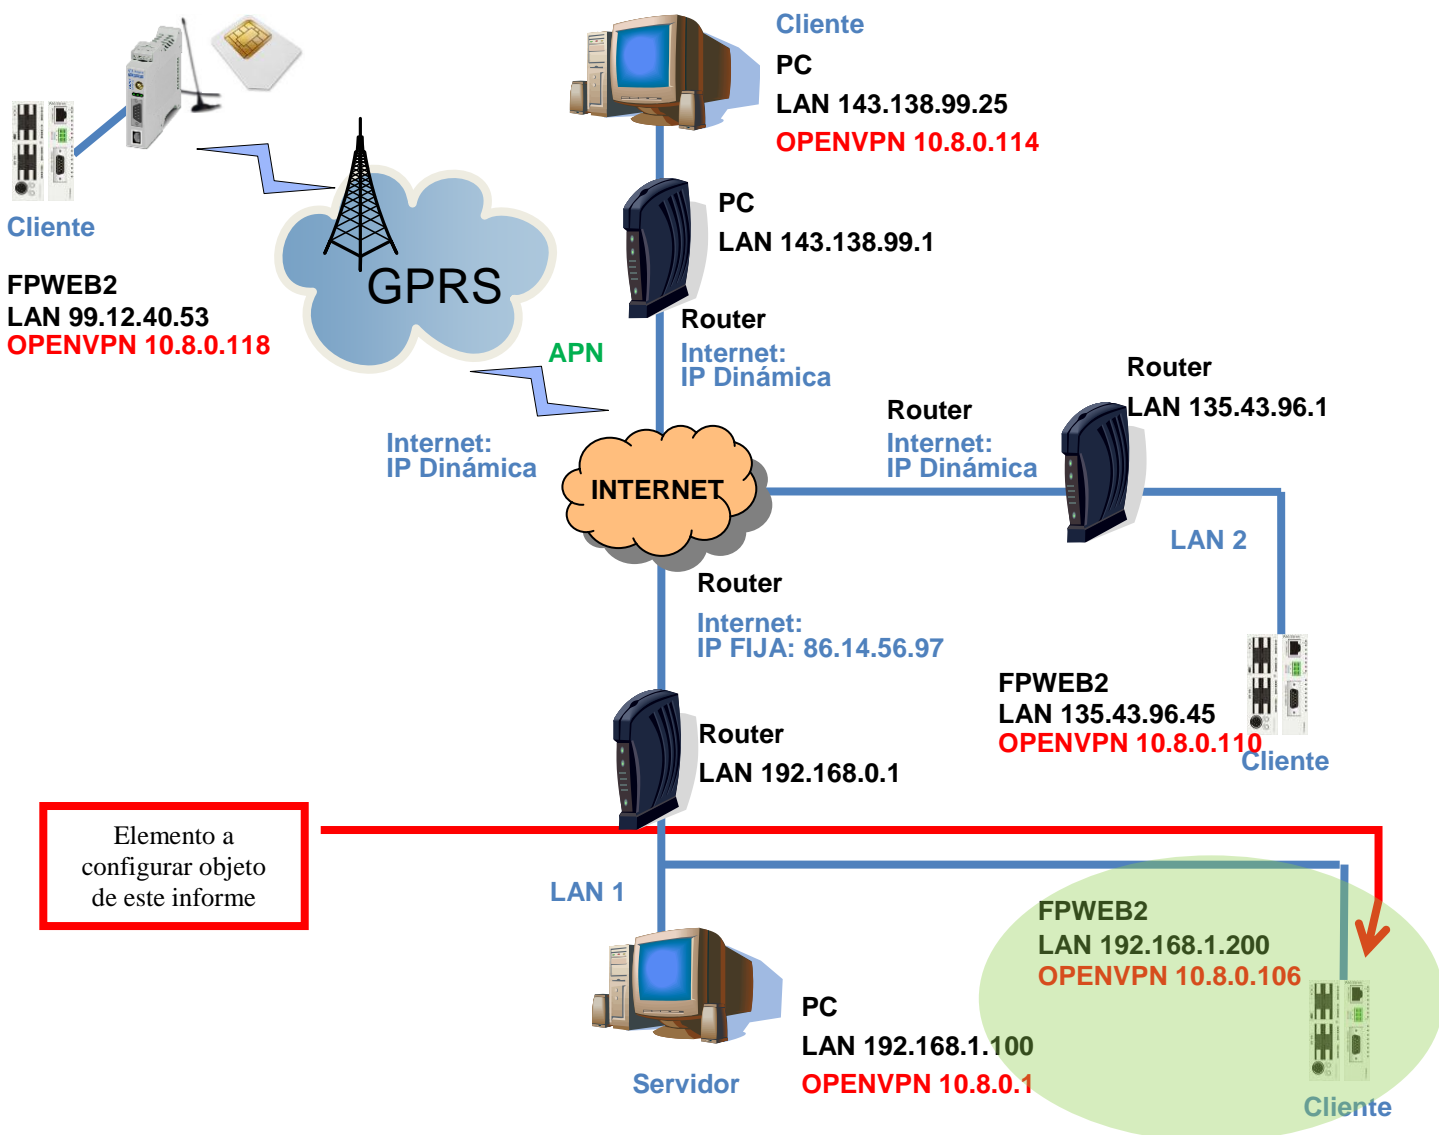 Cliente
PC
LAN 143.138.99.25
OPENVPN 10.8.0.114
Cliente
FPWEB2
LAN 99.12.40.53
OPENVPN 10.8.0.118
GPRS
APN
PC
LAN 143.138.99.1
Router
Internet:
IP Dinámica
Internet:
IP Dinámica
INTERNET
Router
Internet:
IP Dinámica
Router
LAN 135.43.96.1
LAN 2
FPWEB2
LAN 135.43.96.45
OPENVPN 10.8.0.110
Cliente
Router
Internet:
IP FIJA: 86.14.56.97
Router
LAN 192.168.0.1
Elemento a
configurar objeto
de este informe
LAN 1
FPWEB2
LAN 192.168.1.200
OPENVPN 10.8.0.106
Cliente
PC
LAN 192.168.1.100
OPENVPN 10.8.0.1
Servidor